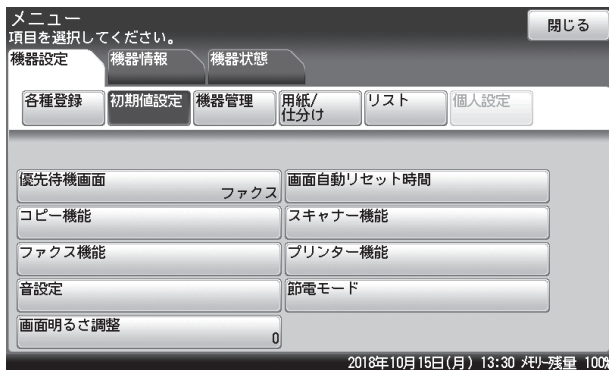 メニュー
閉じる
項目を選択してください。
機器設定 機器情報 機器状態
各種登録 初期値設定 機器管理 用紙/ リスト 個人設定
仕分け
優先待機画面 画面自動リセット時間
ファクス
コピー機能 スキャナー機能
ファクス機能 プリンター機能
音設定 節電モード
画面明るさ調整
0
2018年10月15日(月) 13:30 メモリー残量 100%